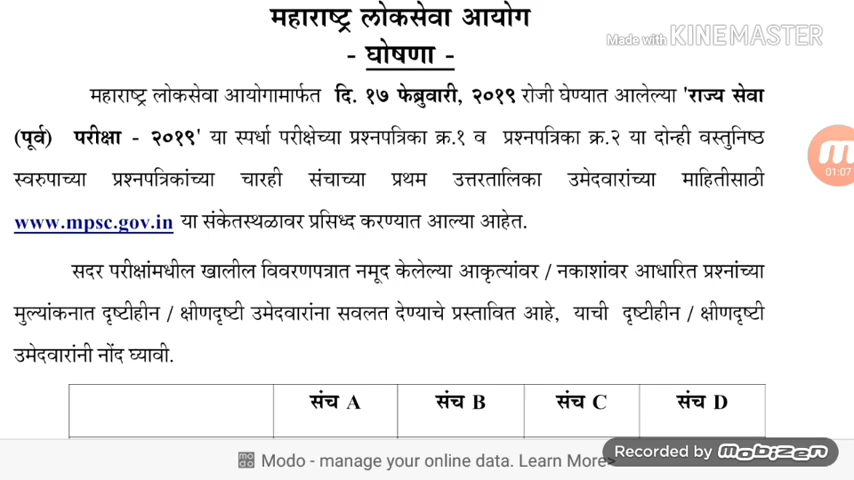 महाराष्ट्र लोकसेवा आयोग
- घोषणा -
Made with KINEMASTER
महाराष्ट्र लोकसेवा आयोगामार्फत दि. १७ फेब्रुवारी, २०१९ रोजी घेण्यात आलेल्या 'राज्य सेवा
(पूर्व) परीक्षा - २०१९' या स्पर्धा परीक्षेच्या प्रश्नपत्रिका क्र.१ व प्रश्नपत्रिका क्र.२ या दोन्ही वस्तुनिष्ठ
स्वरुपाच्या प्रश्नपत्रिकांच्या चारही संचाच्या प्रथम उत्तरतालिका उमेदवारांच्या माहितीसाठी
01:07
www.mpsc.gov.in या संकेतस्थळावर प्रसिध्द करण्यात आल्या आहेत.
सदर परीक्षांमधील खालील विवरणपत्रात नमूद केलेल्या आकृत्यांवर / नकाशांवर आधारित प्रश्नांच्या
मुल्यांकनात दृष्टीहीन / क्षीणदृष्टी उमेदवारांना सवलत देण्याचे प्रस्तावित आहे, याची दृष्टीहीन / क्षीणदृष्टी
उमेदवारांनी नोंद घ्यावी.
संच A संच B संच C संच D
Modo - manage your online data. Learn More>
Recorded by mobizen